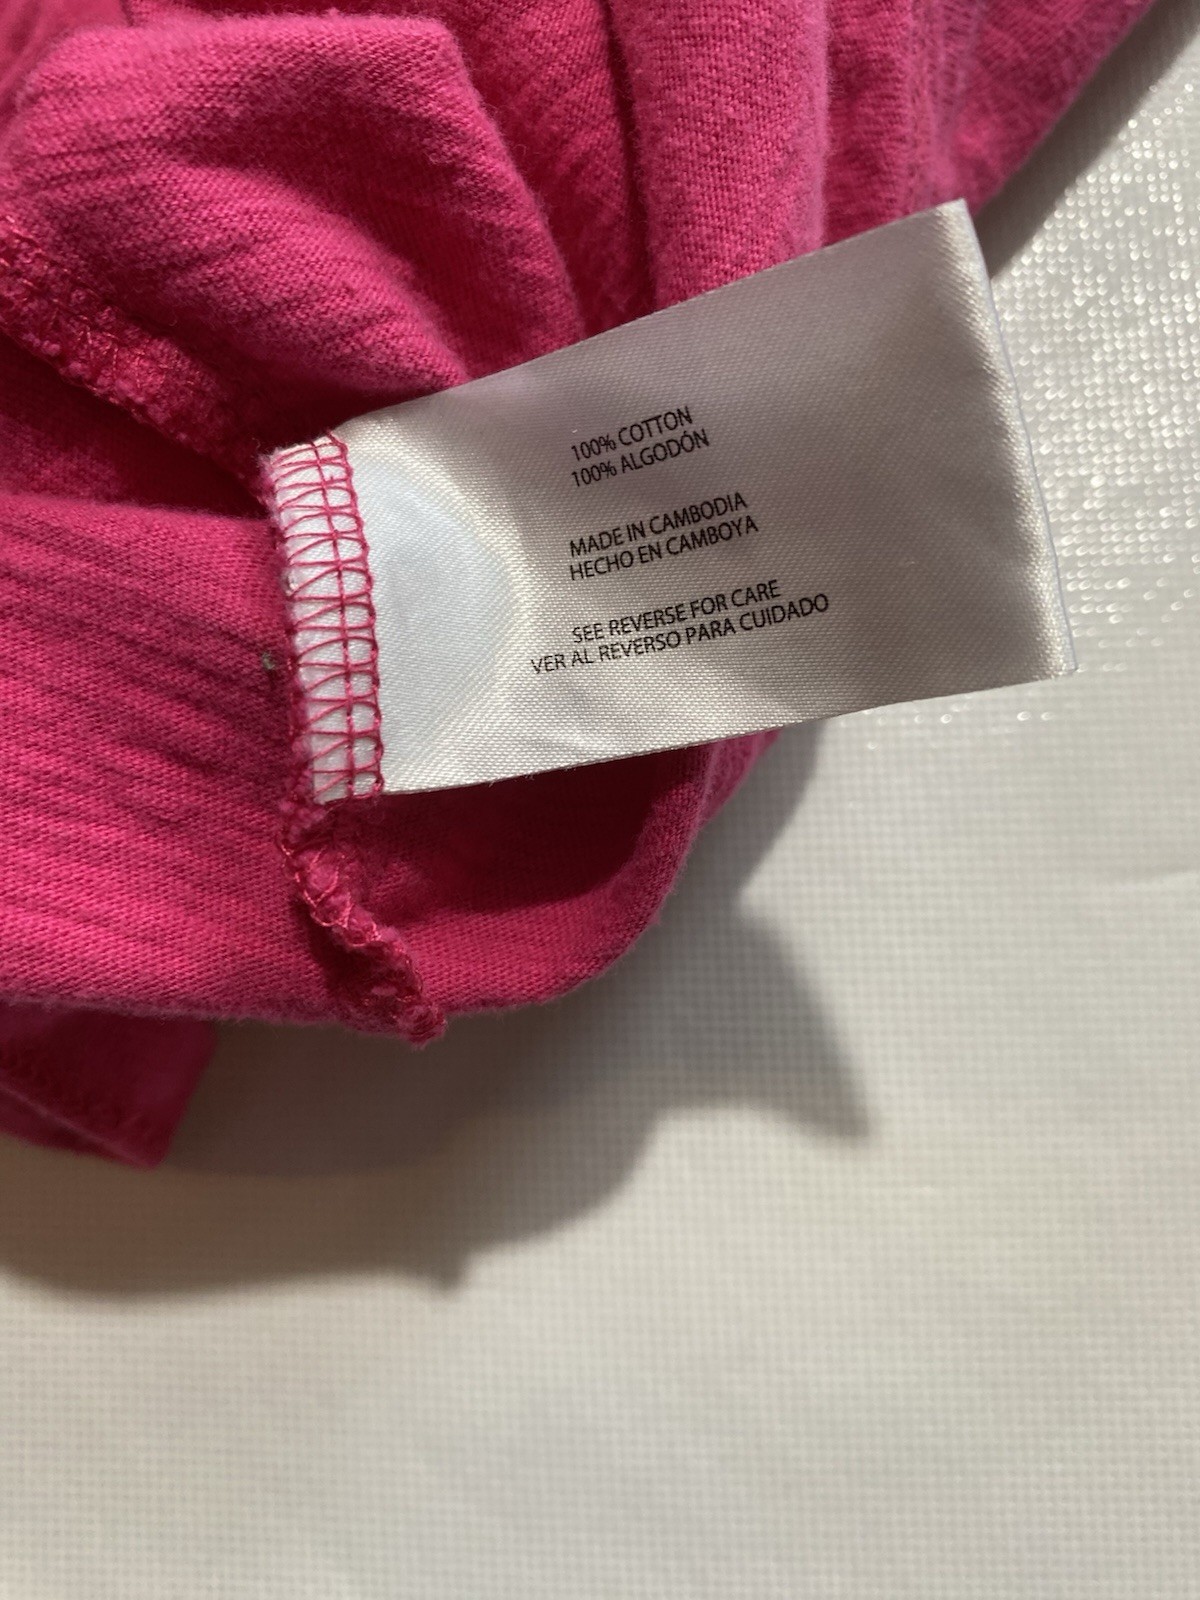 100% COTTON
100% ALGODÓN
MADE IN CAMBODIA
HECHO EN CAMBOYA
SEE REVERSE FOR CARE
VER AL REVERSO PARA CUIDADO